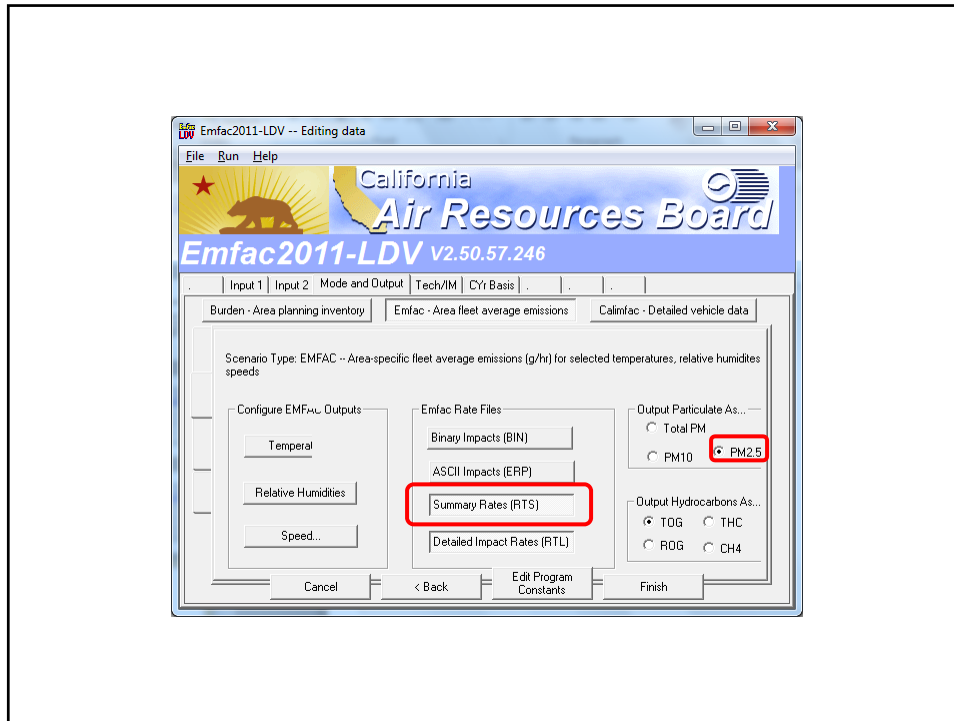 Emfac2011-LDV -- Editing data
File Run Help
California
Air Resources Board
Emfac2011-LDV V2.50.57.246
. Input 1 Input 2 Mode and Output Tech/IM CYr Basis . . .
Burden - Area planning inventory Emfac - Area fleet average emissions Calimfac - Detailed vehicle data
Scenario Type: EMFAC -- Area-specific fleet average emissions (g/hr) for selected temperatures, relative humidites
speeds
Configure EMFAC Outputs
Temperal
Relative Humidities
Speed...
Emfac Rate Files
Binary Impacts (BIN)
ASCII Impacts (ERP)
Summary Rates (RTS)
Detailed Impact Rates (RTL)
Output Particulate As...
Total PM
PM10 PM2.5
Output Hydrocarbons As...
TOG THC
ROG CH4
Cancel < Back Edit Program Constants Finish